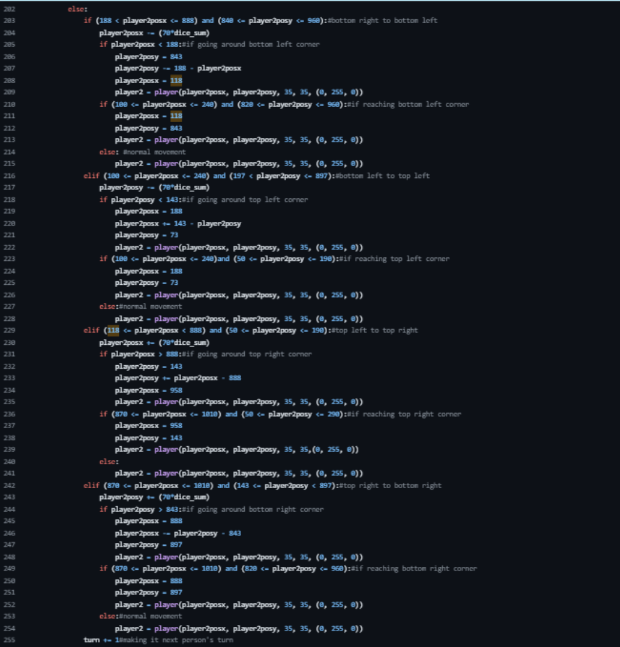 202 else:
203 if (188 < player2posx <= 888) and (840 <= player2posy <= 960):#bottom right to bottom left
204 player2posx -= (70*dice_sum)
205 if player2posx < 188:#if going around bottom left corner
206 player2posy = 843
207 player2posy -= 188 - player2posx
208 player2posx = 118
209 player2 = player(player2posx, player2posy, 35, 35, (0, 255, 0))
210 if (100 <= player2posx <= 240) and (820 <= player2posy <= 960):#if reaching bottom left corner
211 player2posx = 118
212 player2posy = 843
213 player2 = player(player2posx, player2posy, 35, 35, (0, 255, 0))
214 else: #normal movement
215 player2 = player(player2posx, player2posy, 35, 35, (0, 255, 0))
216 elif (100 <= player2posx <= 240) and (197 < player2posy <= 897):#bottom left to top left
217 player2posy -= (70*dice_sum)
218 if player2posy < 143:#if going around top left corner
219 player2posx = 188
220 player2posx += 143 - player2posy
221 player2posy = 73
222 player2 = player(player2posx, player2posy, 35, 35, (0, 255, 0))
223 if (100 <= player2posx <= 240)and (50 <= player2posy <= 190):#if reaching top left corner
224 player2posx = 188
225 player2posy = 73
226 player2 = player(player2posx, player2posy, 35, 35, (0, 255, 0))
227 else:#normal movement
228 player2 = player(player2posx, player2posy, 35, 35, (0, 255, 0))
229 elif (118 <= player2posx < 888) and (50 <= player2posy <= 190):#top left to top right
230 player2posx += (70*dice_sum)
231 if player2posx > 888:#if going around top right corner
232 player2posy = 143
233 player2posy += player2posx - 888
234 player2posx = 958
235 player2 = player(player2posx, player2posy, 35, 35, (0, 255, 0))
236 if (870 <= player2posx <= 1010) and (50 <= player2posy <= 290):#if reaching top right corner
237 player2posx = 958
238 player2posy = 143
239 player2 = player(player2posx, player2posy, 35, 35,(0, 255, 0))
240 else:
241 player2 = player(player2posx, player2posy, 35, 35, (0, 255, 0))
242 elif (870 <= player2posx <= 1010) and (143 <= player2posy < 897):#top right to bottom right
243 player2posy += (70*dice_sum)
244 if player2posy > 843:#if going around bottom right corner
245 player2posx = 888
246 player2posx -= player2posy - 843
247 player2posy = 897
248 player2 = player(player2posx, player2posy, 35, 35, (0, 255, 0))
249 if (870 <= player2posx <= 1010) and (820 <= player2posy <= 960):#if reaching bottom right corner
250 player2posx = 888
251 player2posy = 897
252 player2 = player(player2posx, player2posy, 35, 35, (0, 255, 0))
253 else:#normal movement
254 player2 = player(player2posx, player2posy, 35, 35, (0, 255, 0))
255 turn += 1#making it next person's turn